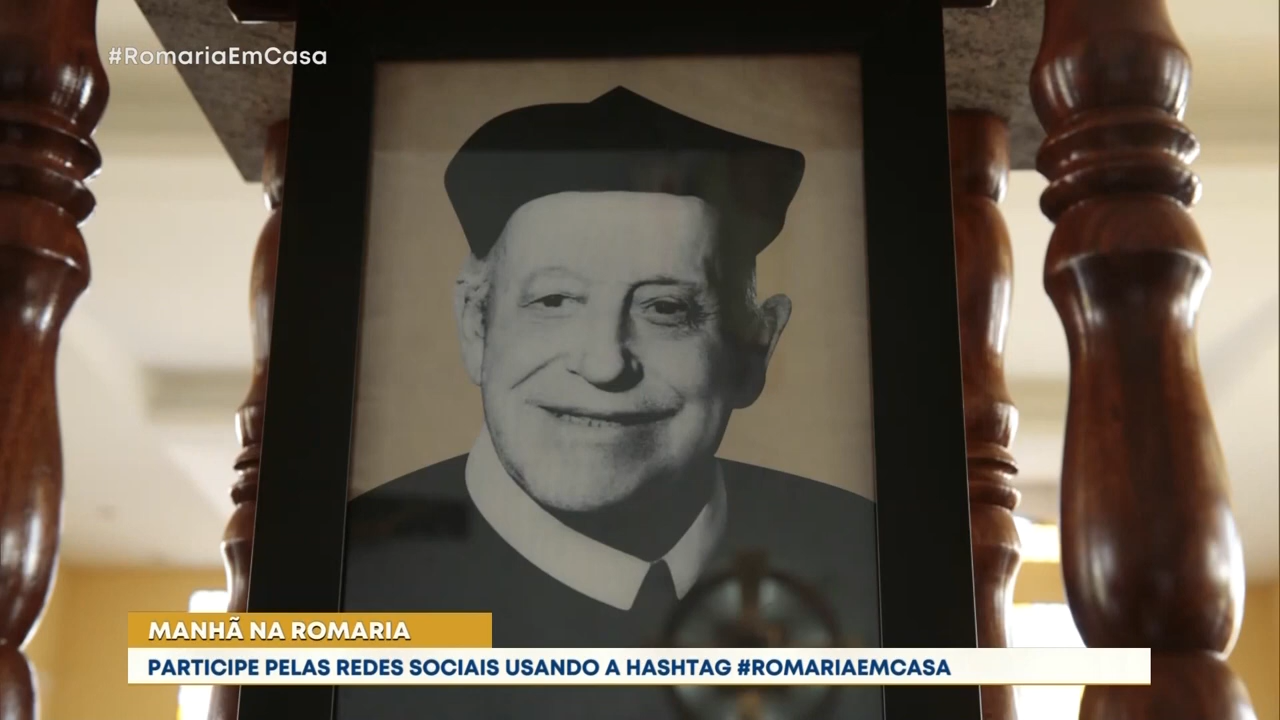 #RomariaEmCasa
MANHÃ NA ROMARIA
PARTICIPE PELAS REDES SOCIAIS USANDO A HASHTAG #ROMARIAEMCASA